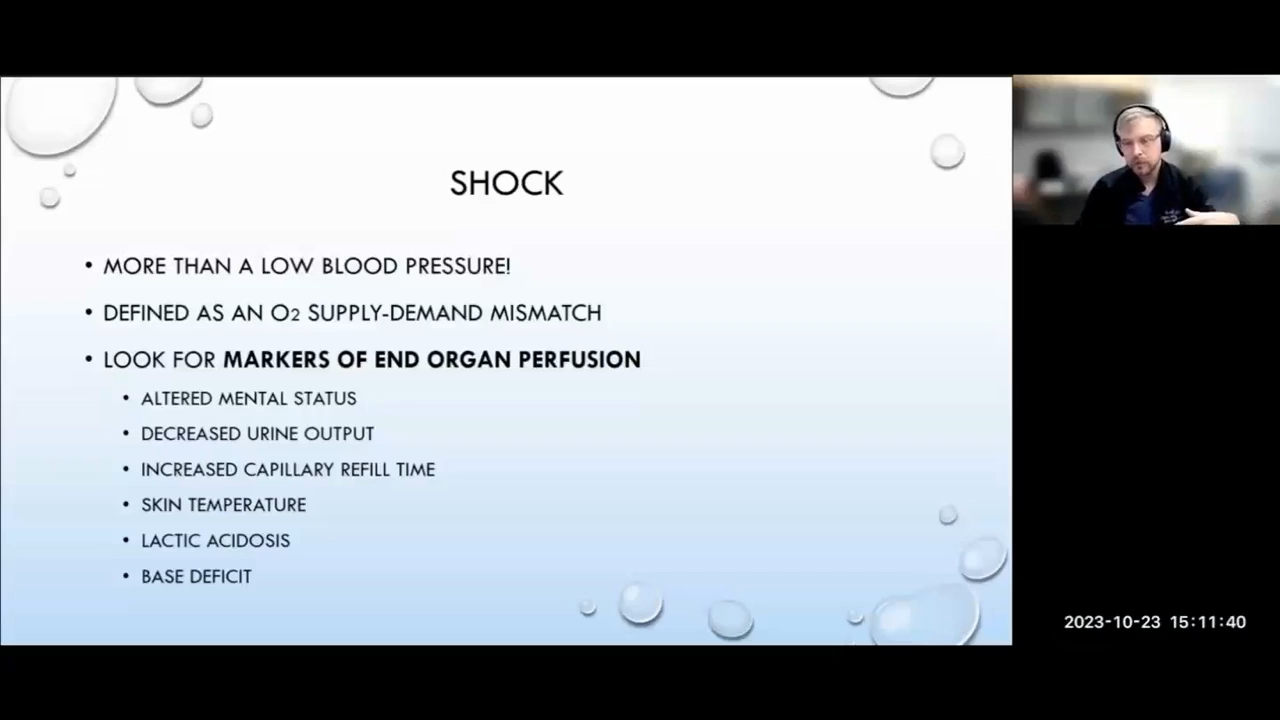 SHOCK
• MORE THAN A LOW BLOOD PRESSURE!
• DEFINED AS AN O2 SUPPLY-DEMAND MISMATCH
• LOOK FOR MARKERS OF END ORGAN PERFUSION
• ALTERED MENTAL STATUS
• DECREASED URINE OUTPUT
• INCREASED CAPILLARY REFILL TIME
• SKIN TEMPERATURE
• LACTIC ACIDOSIS
• BASE DEFICIT
2023-10-23 15:11:40